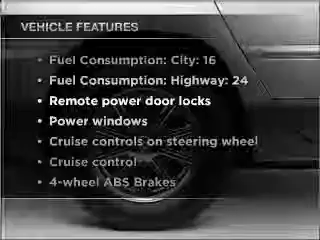 VEHICLE FEATURES
• Fuel Consumption: City: 16
• Fuel Consumption: Highway: 24
• Remote power door locks
• Power windows
• Cruise controls on steering wheel
• Cruise control
• 4-wheel ABS Brakes